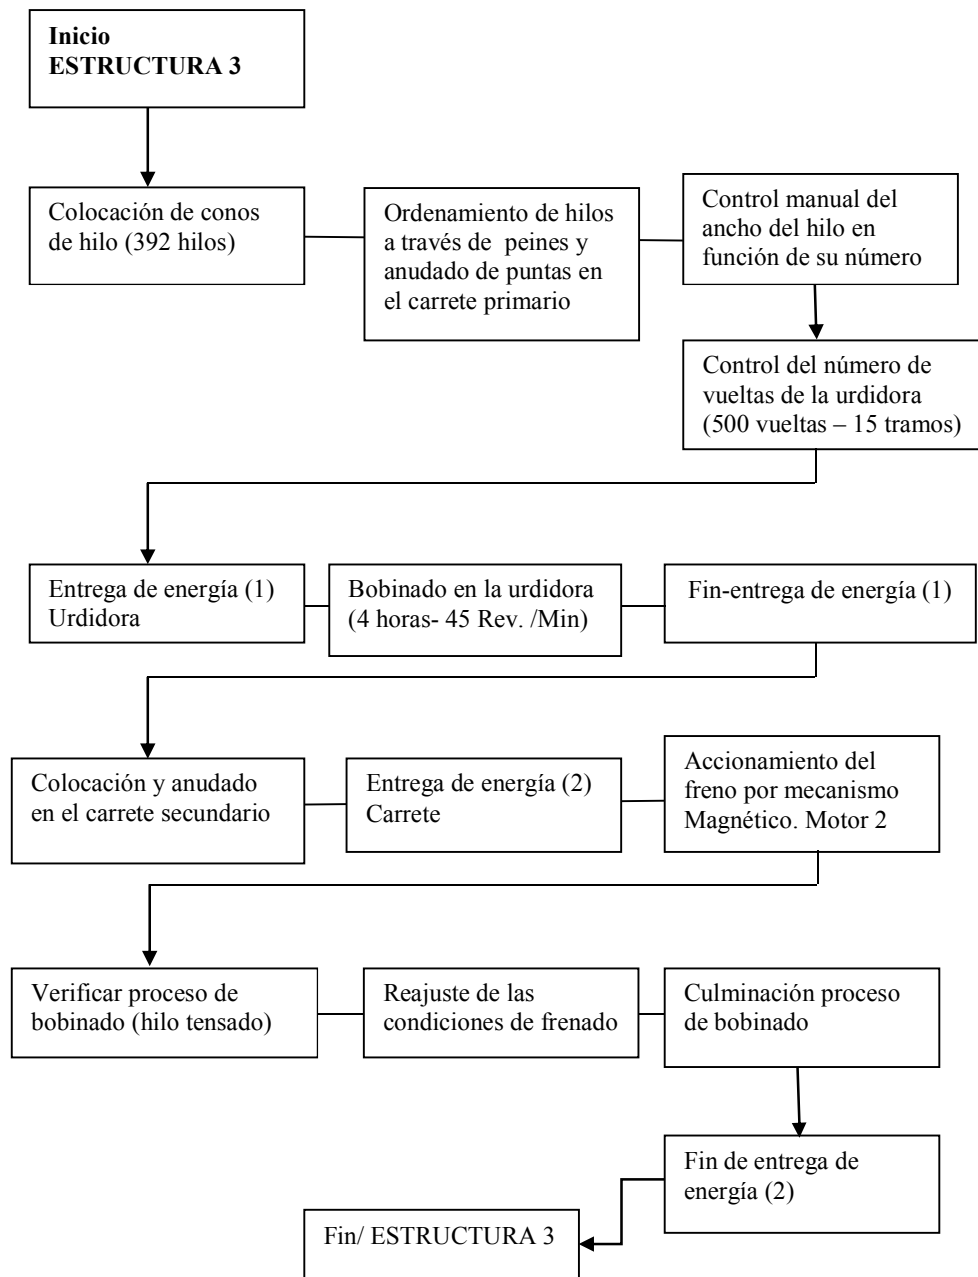 Inicio
ESTRUCTURA 3
Colocación de conos
de hilo (392 hilos)
Ordenamiento de hilos
a través de peines y
anudado de puntas en
el carrete primario
Control manual del
ancho del hilo en
función de su número
Control del número de
vueltas de la urdidora
(500 vueltas – 15 tramos)
Entrega de energía (1)
Urdidora
Bobinado en la urdidora
(4 horas- 45 Rev. /Min)
Fin-entrega de energía (1)
Colocación y anudado
en el carrete secundario
Entrega de energía (2)
Carrete
Accionamiento del
freno por mecanismo
Magnético. Motor 2
Verificar proceso de
bobinado (hilo tensado)
Reajuste de las
condiciones de frenado
Culminación proceso
de bobinado
Fin de entrega de
energía (2)
Fin/ ESTRUCTURA 3